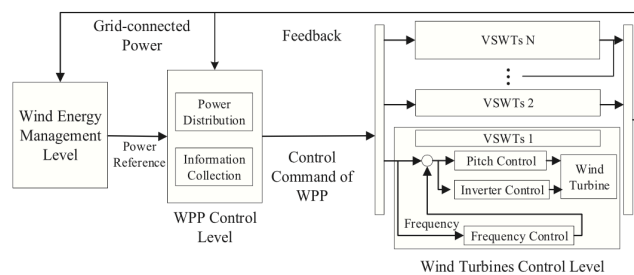 Grid-connected
Power
Feedback
Wind Energy
Management
Level
Power
Reference
Power
Distribution
Information
Collection
WPP Control
Level
Control
Command of
WPP
VSWTs N
...
VSWTs 2
VSWTs 1
Pitch Control
Inverter Control
Wind
Turbine
Frequency
Frequency Control
Wind Turbines Control Level